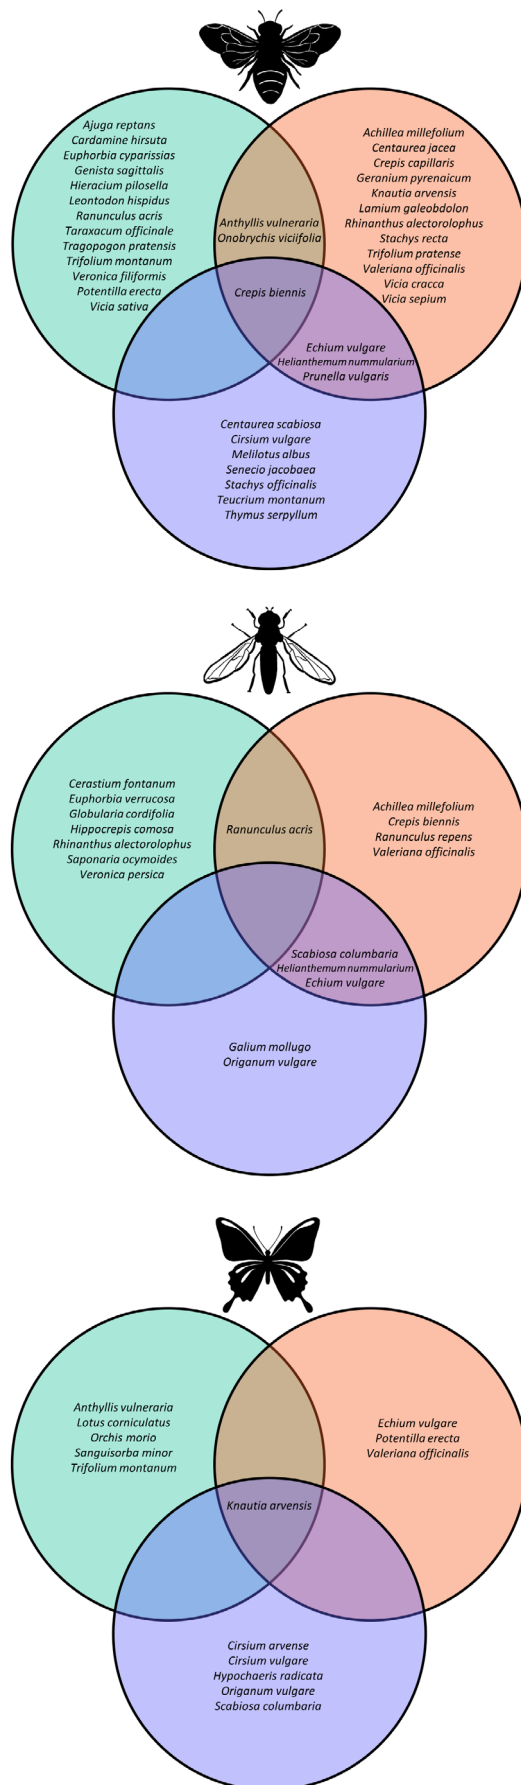 Ajuga reptans
Cardamine hirsuta
Euphorbia cyparissias
Genista sagittalis
Hieracium pilosella
Leontodon hispidus
Ranunculus acris
Taraxacum officinale
Tragopogon pratensis
Trifolium montanum
Veronica filiformis
Potentilla erecta
Vicia sativa
Anthyllis vulneraria
Onobrychis viciifolia
Achillea millefolium
Centaurea jacea
Crepis capillaris
Geranium pyrenaicum
Knautia arvensis
Lamium galeobdolon
Rhinanthus alectorolophus
Stachys recta
Trifolium pratense
Valeriana officinalis
Vicia cracca
Vicia sepium
Crepis biennis
Echium vulgare
Helianthemum nummularium
Prunella vulgaris
Centaurea scabiosa
Cirsium vulgare
Melilotus albus
Senecio jacobaea
Stachys officinalis
Teucrium montanum
Thymus serpyllum
Cerastium fontanum
Euphorbia verrucosa
Globularia cordifolia
Hippocrepis comosa
Rhinanthus alectorolophus
Saponaria ocymoides
Veronica persica
Ranunculus acris
Achillea millefolium
Crepis biennis
Ranunculus repens
Valeriana officinalis
Scabiosa columbaria
Helianthemum nummularium
Echium vulgare
Galium mollugo
Origanum vulgare
Anthyllis vulneraria
Lotus corniculatus
Orchis morio
Sanguisorba minor
Trifolium montanum
Echium vulgare
Potentilla erecta
Valeriana officinalis
Knautia arvensis
Cirsium arvense
Cirsium vulgare
Hypochaeris radicata
Origanum vulgare
Scabiosa columbaria